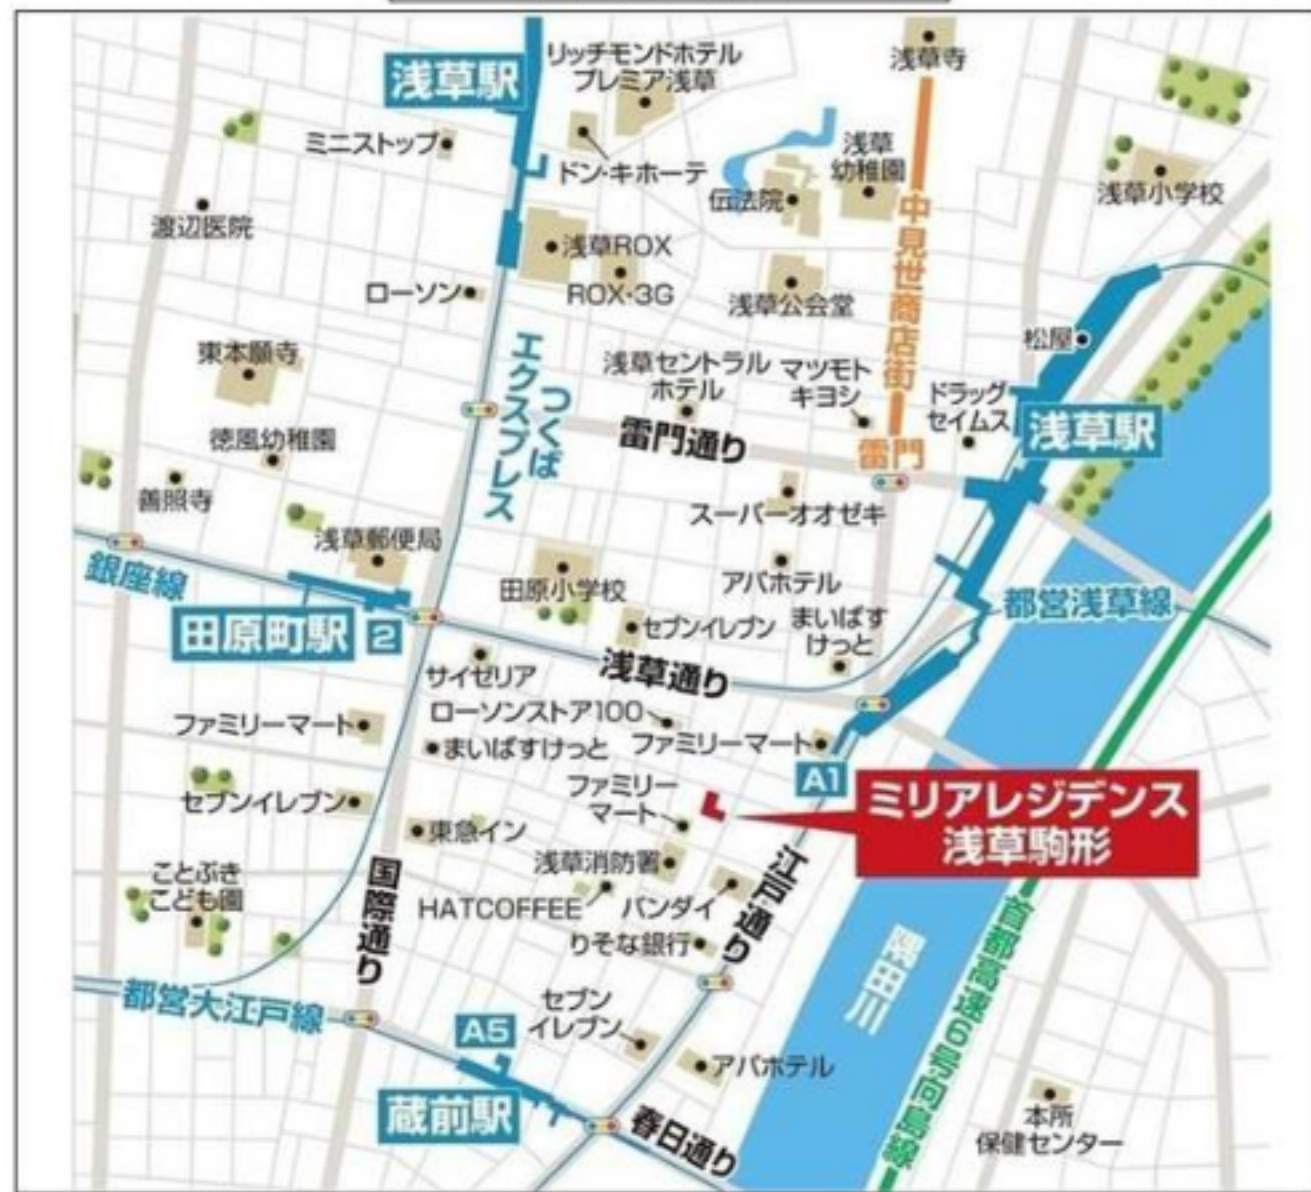 浅草駅
リッチモンドホテル
プレミア浅草
浅草寺
ミニストップ
ドン・キホーテ
浅草
幼稚園
伝法院
浅草小学校
渡辺医院
中見世商店街
浅草ROX
ROX・3G
ローソン
浅草公会堂
松屋
東本願寺
つくば
エクスプレス
浅草セントラル
ホテル
マツモト
キヨシ
ドラッグ
セイムス
浅草駅
雷門通り
雷門
徳風幼稚園
善照寺
スーパーオオゼキ
浅草郵便局
銀座線
田原小学校
アパホテル
都営浅草線
田原町駅
2
セブンイレブン
まいばす
けっと
浅草通り
サイゼリア
ローソンストア100
ファミリーマート
まいばすけっと
ファミリーマート
A1
ファミリー
マート
ミリアレジデンス
浅草駒形
セブンイレブン
東急イン
浅草消防署
江戸通り
ことぶき
こども園
国際通り
HATCOFFEE
バンダイ
首都高速6号向島線
りそな銀行
隅田川
都営大江戸線
セブン
イレブン
A5
アパホテル
蔵前駅
春日通り
本所
保健センター